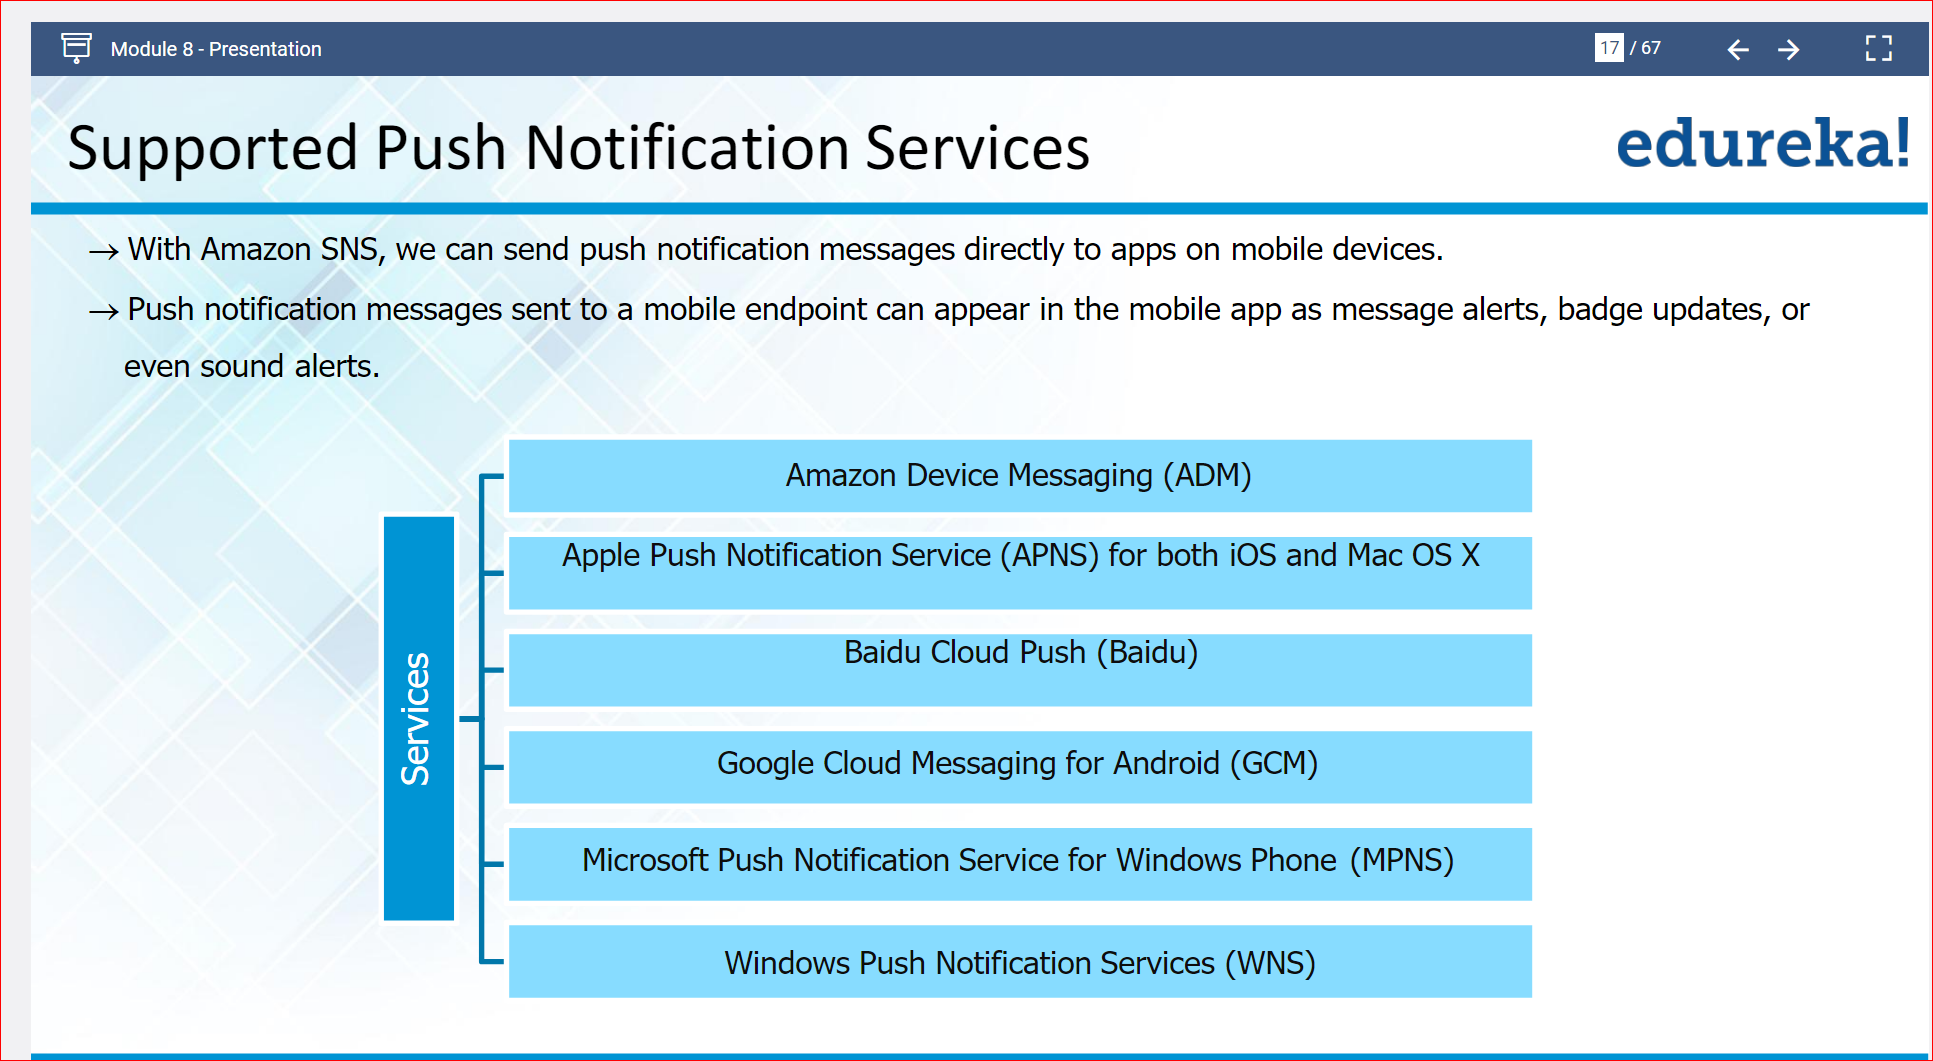 Module 8 - Presentation
17 / 67
Supported Push Notification Services
edureka!
→ With Amazon SNS, we can send push notification messages directly to apps on mobile devices.
→ Push notification messages sent to a mobile endpoint can appear in the mobile app as message alerts, badge updates, or
even sound alerts.
Services
Amazon Device Messaging (ADM)
Apple Push Notification Service (APNS) for both iOS and Mac OS X
Baidu Cloud Push (Baidu)
Google Cloud Messaging for Android (GCM)
Microsoft Push Notification Service for Windows Phone (MPNS)
Windows Push Notification Services (WNS)